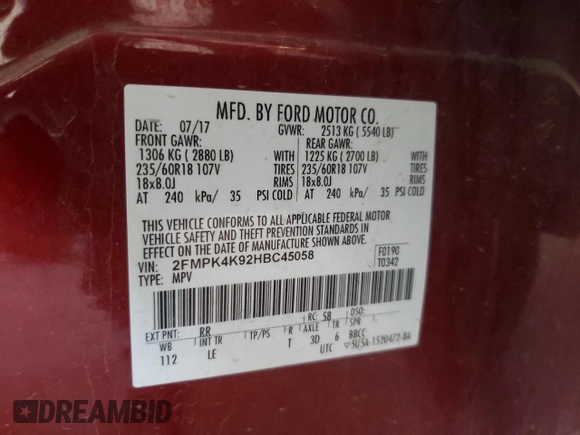 MFD. BY FORD MOTOR CO.
DATE: 07/17 GVWR: 2513 KG ( 5540 LB)
FRONT GAWR: REAR GAWR:
1306 KG ( 2880 LB) WITH 1225 KG ( 2700 LB) WITH
235/60R18 107V TIRES 235/60R18 107V TIRES
18x8.0J RIMS 18x8.0J RIMS
AT 240 kPa/ 35 PSI COLD AT 240 kPa/ 35 PSI COLD
THIS VEHICLE CONFORMS TO ALL APPLICABLE FEDERAL MOTOR
VEHICLE SAFETY AND THEFT PREVENTION STANDARDS IN
EFFECT ON THE DATE OF MANUFACTURE SHOWN ABOVE.
VIN: 2FMPK4K92HBC45058 F0190
TYPE: MPV T0342
EXT PNT: RR RC: 58 DSO:
WB INT TR TP/PS R AXLE TR SPR BBCC
112 LE T 3D 6
UTC ▽5USA-1520472-BA
DREAMBID